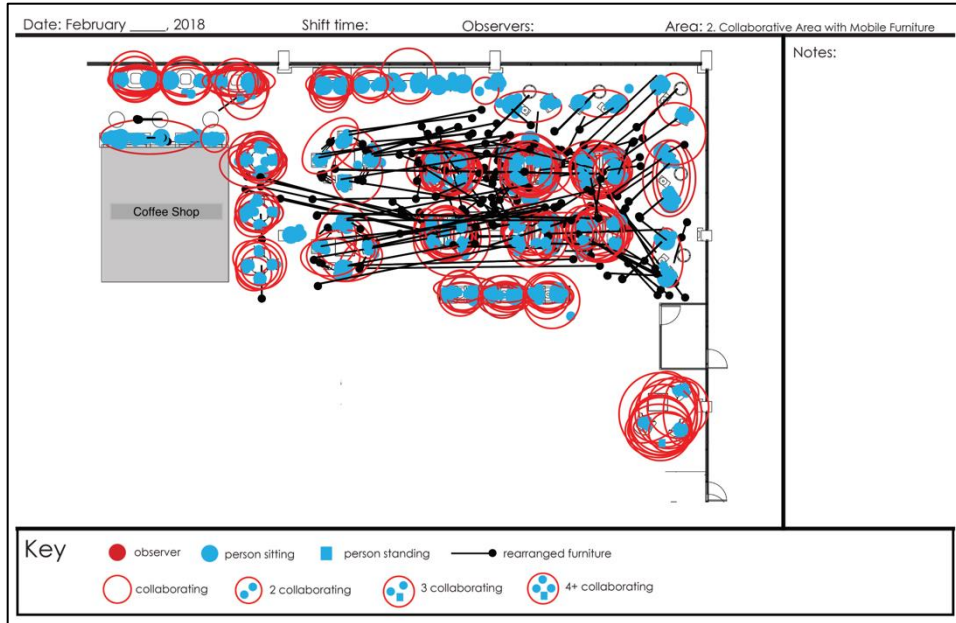 Date: February _____, 2018 Shift time: Observers: Area: 2. Collaborative Area with Mobile Furniture
Notes:
Coffee Shop
Key
observer person sitting person standing rearranged furniture
collaborating 2 collaborating 3 collaborating 4+ collaborating